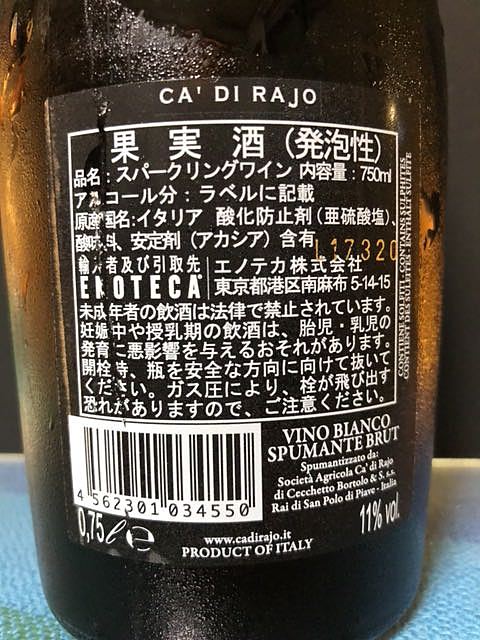 CA' DI RAJO
果実酒(発泡性)
品名:スパークリングワイン 内容量:750ml
アルコール分:ラベルに記載
原産国名:イタリア 酸化防止剤(亜硫酸塩)、
酸味料、安定剤(アカシア)含有
L17320
輸入者及び引取先
ENOTECA
エノテカ株式会社
東京都港区南麻布5-14-15
未成年者の飲酒は法律で禁止されています。
妊娠中や授乳期の飲酒は、胎児・乳児の
発育に悪影響を与えるおそれがあります。
開栓時、瓶を安全な方向に向けて抜いて
ください。ガス圧により、栓が飛び出す
恐れがありますので、ご注意ください。
CONTIENE SOLFITI - CONTAINS SULPHITES
CONTIENT DES SULFITES - ENTHÄLT SULFITE
4 562301 034550
0,75 ℓ e
VINO BIANCO
SPUMANTE BRUT
Spumantizzato da:
Società Agricola Ca' di Rajo
di Cecchetto Bortolo & S. s.s.
Rai di San Polo di Piave - Italia
www.cadirajo.it
PRODUCT OF ITALY
11% vol.